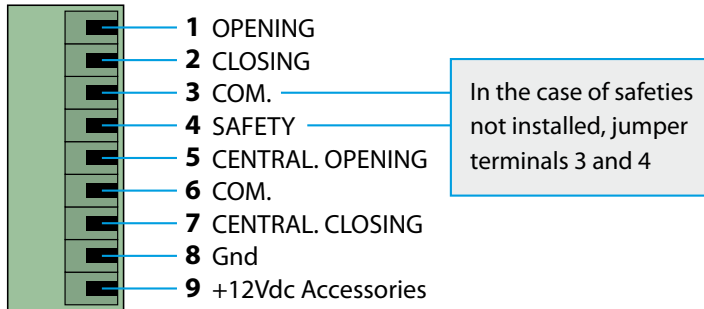 1 OPENING
2 CLOSING
3 COM.
4 SAFETY
5 CENTRAL. OPENING
6 COM.
7 CENTRAL. CLOSING
8 Gnd
9 +12Vdc Accessories
In the case of safeties
not installed, jumper
terminals 3 and 4